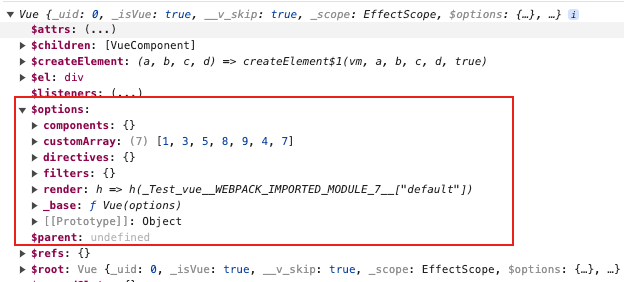 ▼ Vue {_uid: 0, _isVue: true, __v_skip: true, _scope: EffectScope, $options: {…}, …} i
$attrs: (...)
▶ $children: [VueComponent]
▶ $createElement: (a, b, c, d) => createElement$1(vm, a, b, c, d, true)
▶ $el: div
$listeners: (...)
▼ $options:
▶ components: {}
▶ customArray: (7) [1, 3, 5, 8, 9, 4, 7]
▶ directives: {}
▶ filters: {}
▶ render: h => h(_Test_vue__WEBPACK_IMPORTED_MODULE_7__["default"])
▶ _base: ƒ Vue(options)
▶ [[Prototype]]: Object
$parent: undefined
▶ $refs: {}
▶ $root: Vue {_uid: 0, _isVue: true, __v_skip: true, _scope: EffectScope, $options: {…}, …}